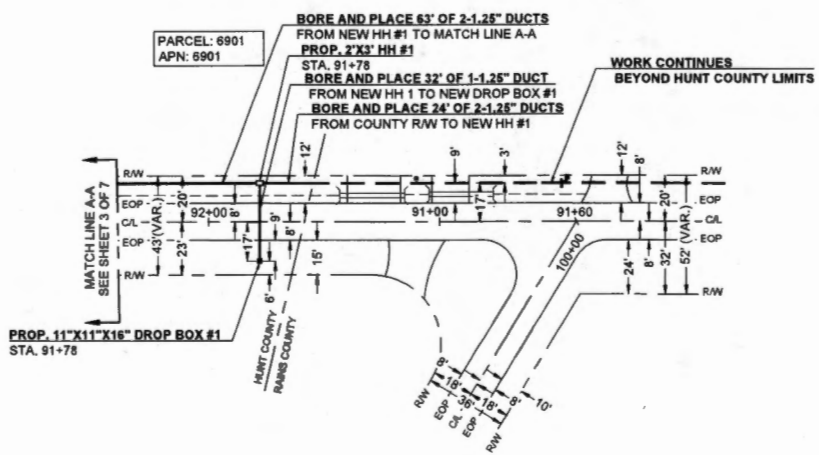 PARCEL: 6901
APN: 6901
BORE AND PLACE 63' OF 2-1.25" DUCTS
FROM NEW HH #1 TO MATCH LINE A-A
PROP. 2'X3' HH #1
STA. 91+78
BORE AND PLACE 32' OF 1-1.25" DUCT
FROM NEW HH 1 TO NEW DROP BOX #1
BORE AND PLACE 24' OF 2-1.25" DUCTS
FROM COUNTY R/W TO NEW HH #1
WORK CONTINUES
BEYOND HUNT COUNTY LIMITS
MATCH LINE A-A
SEE SHEET 3 OF 7
R/W
EOP
C/L
EOP
R/W
43' (VAR.)
20'
23'
92+00
8'
17'
9'
6'
8'
15'
12'
91+00
9'
17'
3'
91+60
100+00
12'
8'
20'
8'
24'
32'
52' (VAR.)
R/W
EOP
C/L
EOP
R/W
PROP. 11"X11"X16" DROP BOX #1
STA. 91+78
HUNT COUNTY
RAINS COUNTY
8'
18'
36'
18'
8'
10'
R/W
EOP
C/L
EOP
R/W